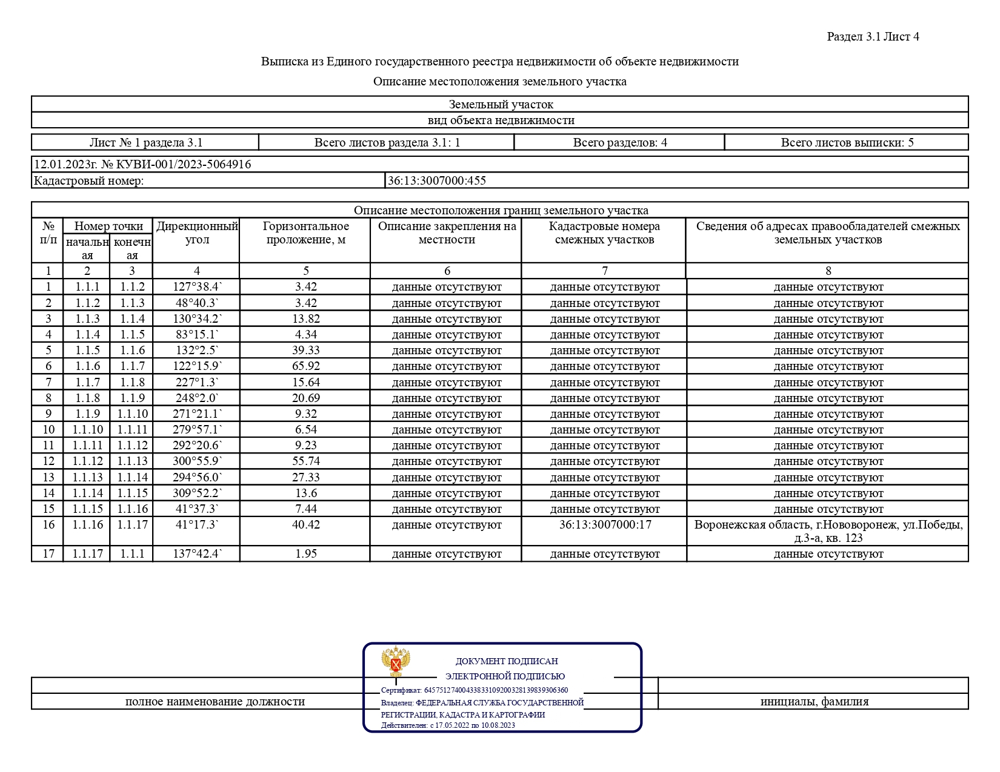 Раздел 3.1 Лист 4
Выписка из Единого государственного реестра недвижимости об объекте недвижимости
Описание местоположения земельного участка
Земельный участок
вид объекта недвижимости
Лист № 1 раздела 3.1 Всего листов раздела 3.1: 1 Всего разделов: 4 Всего листов выписки: 5
12.01.2023г. № КУВИ-001/2023-5064916
Кадастровый номер: 36:13:3007000:455
Описание местоположения границ земельного участка
№ Номер точки Дирекционный Горизонтальное Описание закрепления на Кадастровые номера Сведения об адресах правообладателей смежных
п/п начальн конечн угол проложение, м местности смежных участков земельных участков
ая ая
1 2 3 4 5 6 7 8
1 1.1.1 1.1.2 127°38.4` 3.42 данные отсутствуют данные отсутствуют данные отсутствуют
2 1.1.2 1.1.3 48°40.3` 3.42 данные отсутствуют данные отсутствуют данные отсутствуют
3 1.1.3 1.1.4 130°34.2` 13.82 данные отсутствуют данные отсутствуют данные отсутствуют
4 1.1.4 1.1.5 83°15.1` 4.34 данные отсутствуют данные отсутствуют данные отсутствуют
5 1.1.5 1.1.6 132°2.5` 39.33 данные отсутствуют данные отсутствуют данные отсутствуют
6 1.1.6 1.1.7 122°15.9` 65.92 данные отсутствуют данные отсутствуют данные отсутствуют
7 1.1.7 1.1.8 227°1.3` 15.64 данные отсутствуют данные отсутствуют данные отсутствуют
8 1.1.8 1.1.9 248°2.0` 20.69 данные отсутствуют данные отсутствуют данные отсутствуют
9 1.1.9 1.1.10 271°21.1` 9.32 данные отсутствуют данные отсутствуют данные отсутствуют
10 1.1.10 1.1.11 279°57.1` 6.54 данные отсутствуют данные отсутствуют данные отсутствуют
11 1.1.11 1.1.12 292°20.6` 9.23 данные отсутствуют данные отсутствуют данные отсутствуют
12 1.1.12 1.1.13 300°55.9` 55.74 данные отсутствуют данные отсутствуют данные отсутствуют
13 1.1.13 1.1.14 294°56.0` 27.33 данные отсутствуют данные отсутствуют данные отсутствуют
14 1.1.14 1.1.15 309°52.2` 13.6 данные отсутствуют данные отсутствуют данные отсутствуют
15 1.1.15 1.1.16 41°37.3` 7.44 данные отсутствуют данные отсутствуют данные отсутствуют
16 1.1.16 1.1.17 41°17.3` 40.42 данные отсутствуют 36:13:3007000:17 Воронежская область, г.Нововоронеж, ул.Победы,
д.3-а, кв. 123
17 1.1.17 1.1.1 137°42.4` 1.95 данные отсутствуют данные отсутствуют данные отсутствуют
ДОКУМЕНТ ПОДПИСАН
ЭЛЕКТРОННОЙ ПОДПИСЬЮ
Сертификат: 64575127400433833109200328139839306360
полное наименование должности Владелец: ФЕДЕРАЛЬНАЯ СЛУЖБА ГОСУДАРСТВЕННОЙ инициалы, фамилия
РЕГИСТРАЦИИ, КАДАСТРА И КАРТОГРАФИИ
Действителен: с 17.05.2022 по 10.08.2023